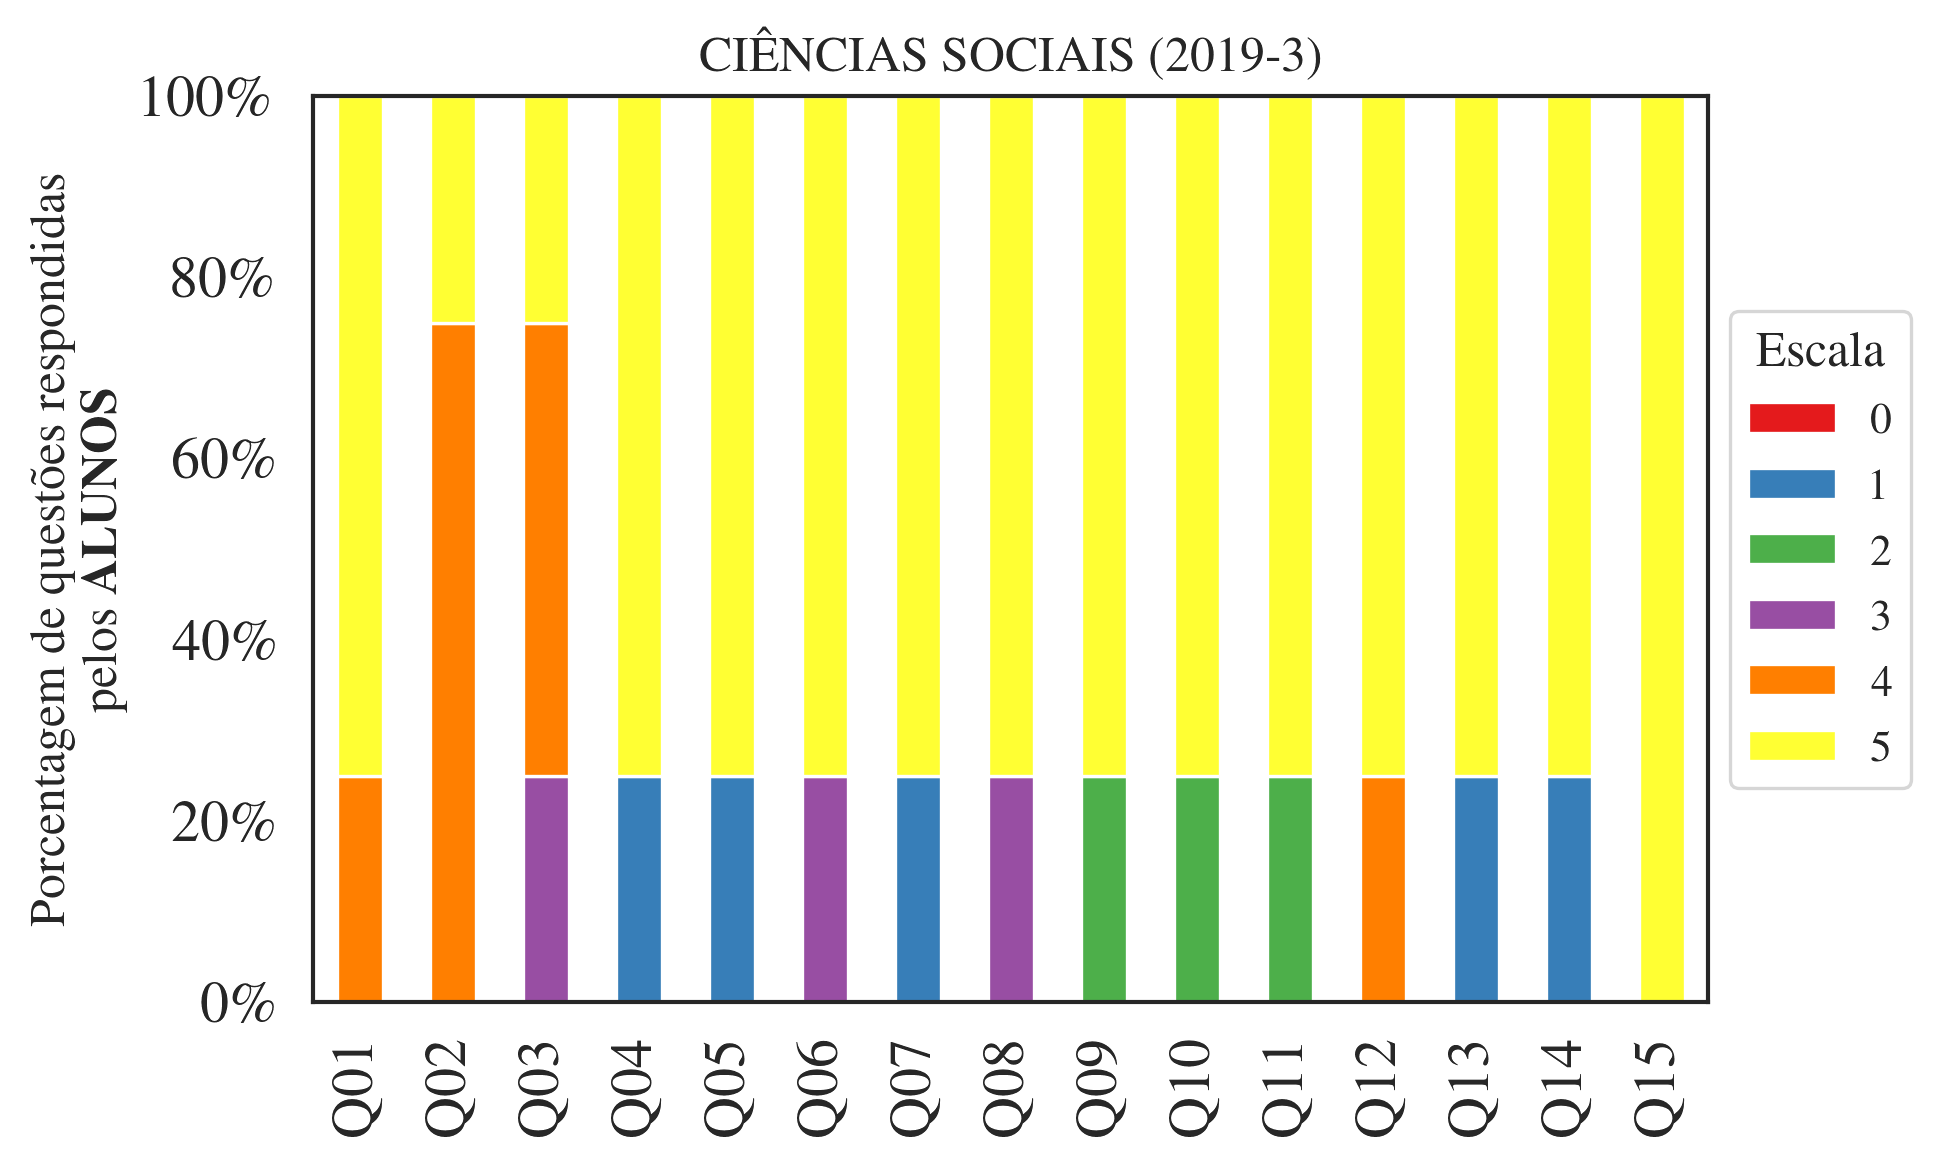 CIÊNCIAS SOCIAIS (2019-3)
Porcentagem de questões respondidas
pelos ALUNOS
100%
80%
60%
40%
20%
0%
Q01
Q02
Q03
Q04
Q05
Q06
Q07
Q08
Q09
Q10
Q11
Q12
Q13
Q14
Q15
Escala
0
1
2
3
4
5